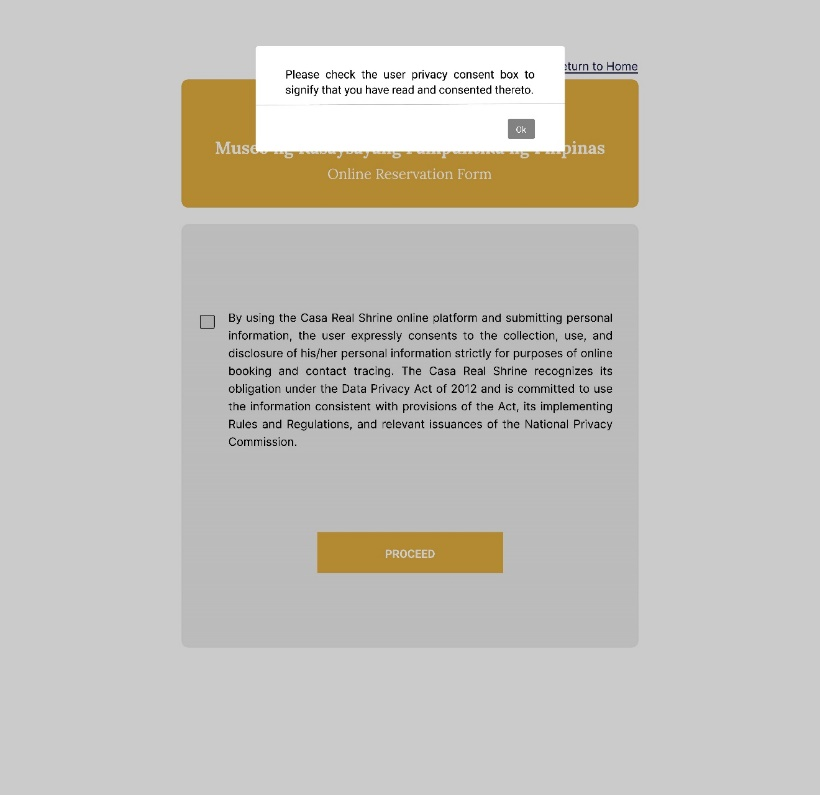 Please check the user privacy consent box to
signify that you have read and consented thereto.
Ok
to Home
ng Pilipinas
Online Reservation Form
By using the Casa Real Shrine online platform and submitting personal
information, the user expressly consents to the collection, use, and
disclosure of his/her personal information strictly for purposes of online
booking and contact tracing. The Casa Real Shrine recognizes its
obligation under the Data Privacy Act of 2012 and is committed to use
the information consistent with provisions of the Act, its implementing
Rules and Regulations, and relevant issuances of the National Privacy
Commission.
PROCEED